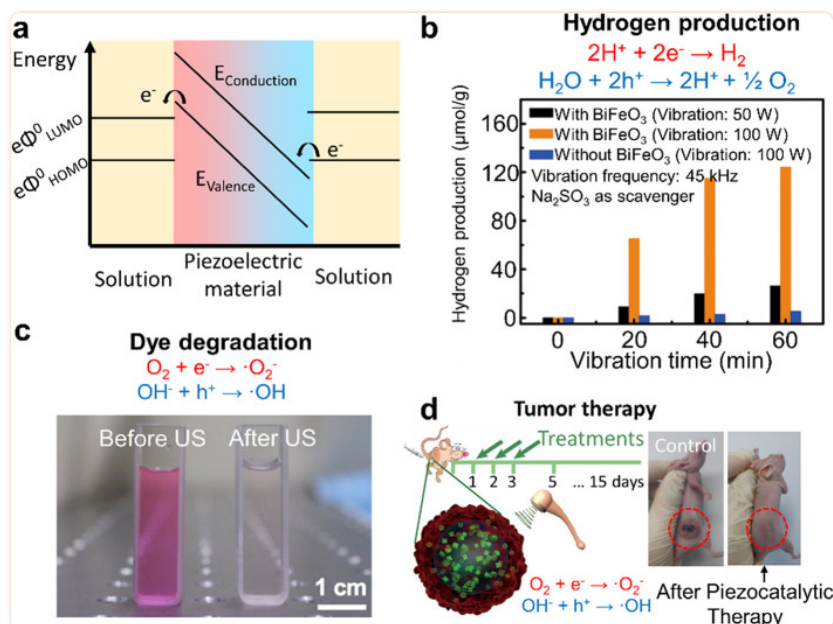 a
Energy
E Conduction
e⁻
e⁻
eΦ⁰ LUMO
eΦ⁰ HOMO
E Valence
Solution
Piezoelectric material
Solution
b
Hydrogen production
2H⁺ + 2e⁻ → H₂
H₂O + 2h⁺ → 2H⁺ + ½ O₂
Hydrogen production (μmol/g)
160
120
80
40
0
With BiFeO₃ (Vibration: 50 W)
With BiFeO₃ (Vibration: 100 W)
Without BiFeO₃ (Vibration: 100 W)
Vibration frequency: 45 kHz
Na₂SO₃ as scavenger
0 20 40 60
Vibration time (min)
c
Dye degradation
O₂ + e⁻ → ·O₂⁻
OH⁻ + h⁺ → ·OH
Before US
After US
1 cm
d
Tumor therapy
Treatments
1 2 3 5 ... 15 days
O₂ + e⁻ → ·O₂⁻
OH⁻ + h⁺ → ·OH
Control
After Piezocatalytic
Therapy